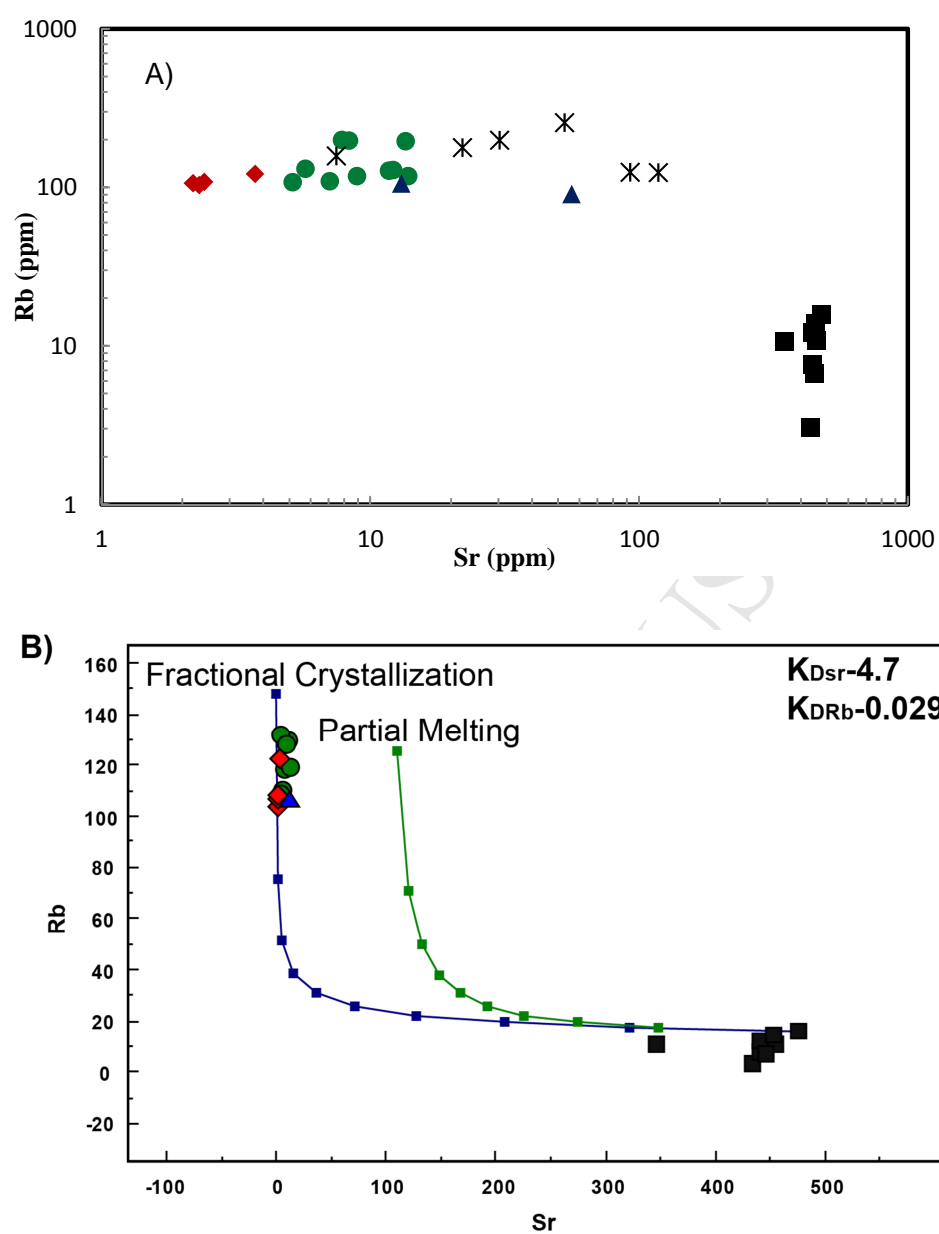 1000
A)
100
Rb (ppm)
10
1
1 10 100 1000
Sr (ppm)
B)
160
Fractional Crystallization
KDsr-4.7
KDRb-0.029
140
Partial Melting
120
100
80
60
Rb
40
20
0
-20
-100 0 100 200 300 400 500
Sr